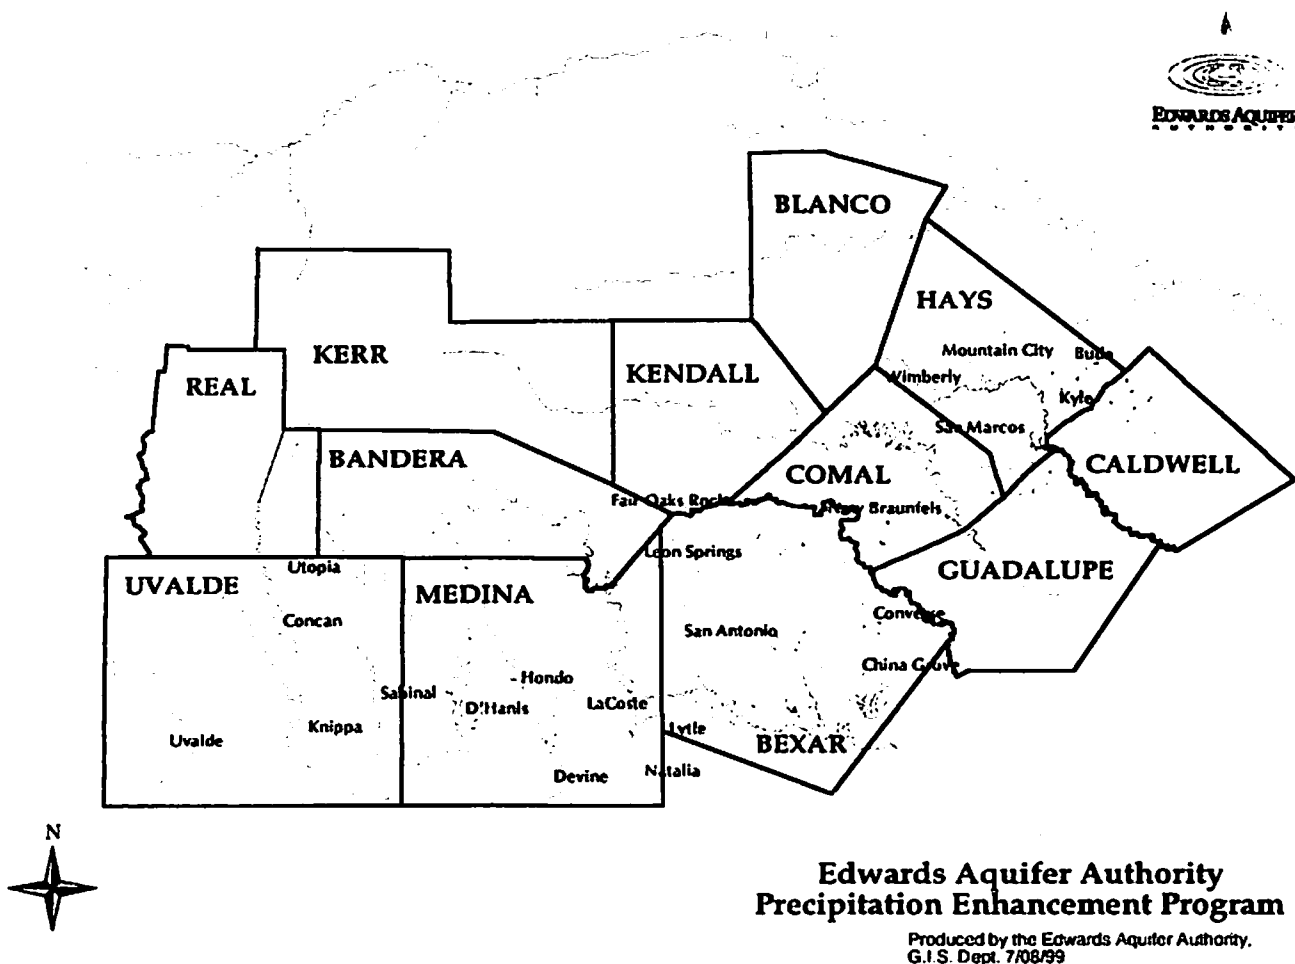 EDWARDS AQUIFER
AUTHORITY
BLANCO
HAYS
Mountain City
Buda
KERR
KENDALL
REAL
Wimberly
Kyle
San Marcos
BANDERA
COMAL
CALDWELL
Fair Oaks Ranch
New Braunfels
Leon Springs
Utopia
UVALDE
MEDINA
GUADALUPE
Concan
Converse
San Antonio
China Grove
Hondo
Sabinal
D'Hanis
LaCoste
Knippa
Lytle
Uvalde
BEXAR
Natalia
Devine
N
Edwards Aquifer Authority
Precipitation Enhancement Program
Produced by the Edwards Aquifer Authority,
G.I.S. Dept. 7/08/99